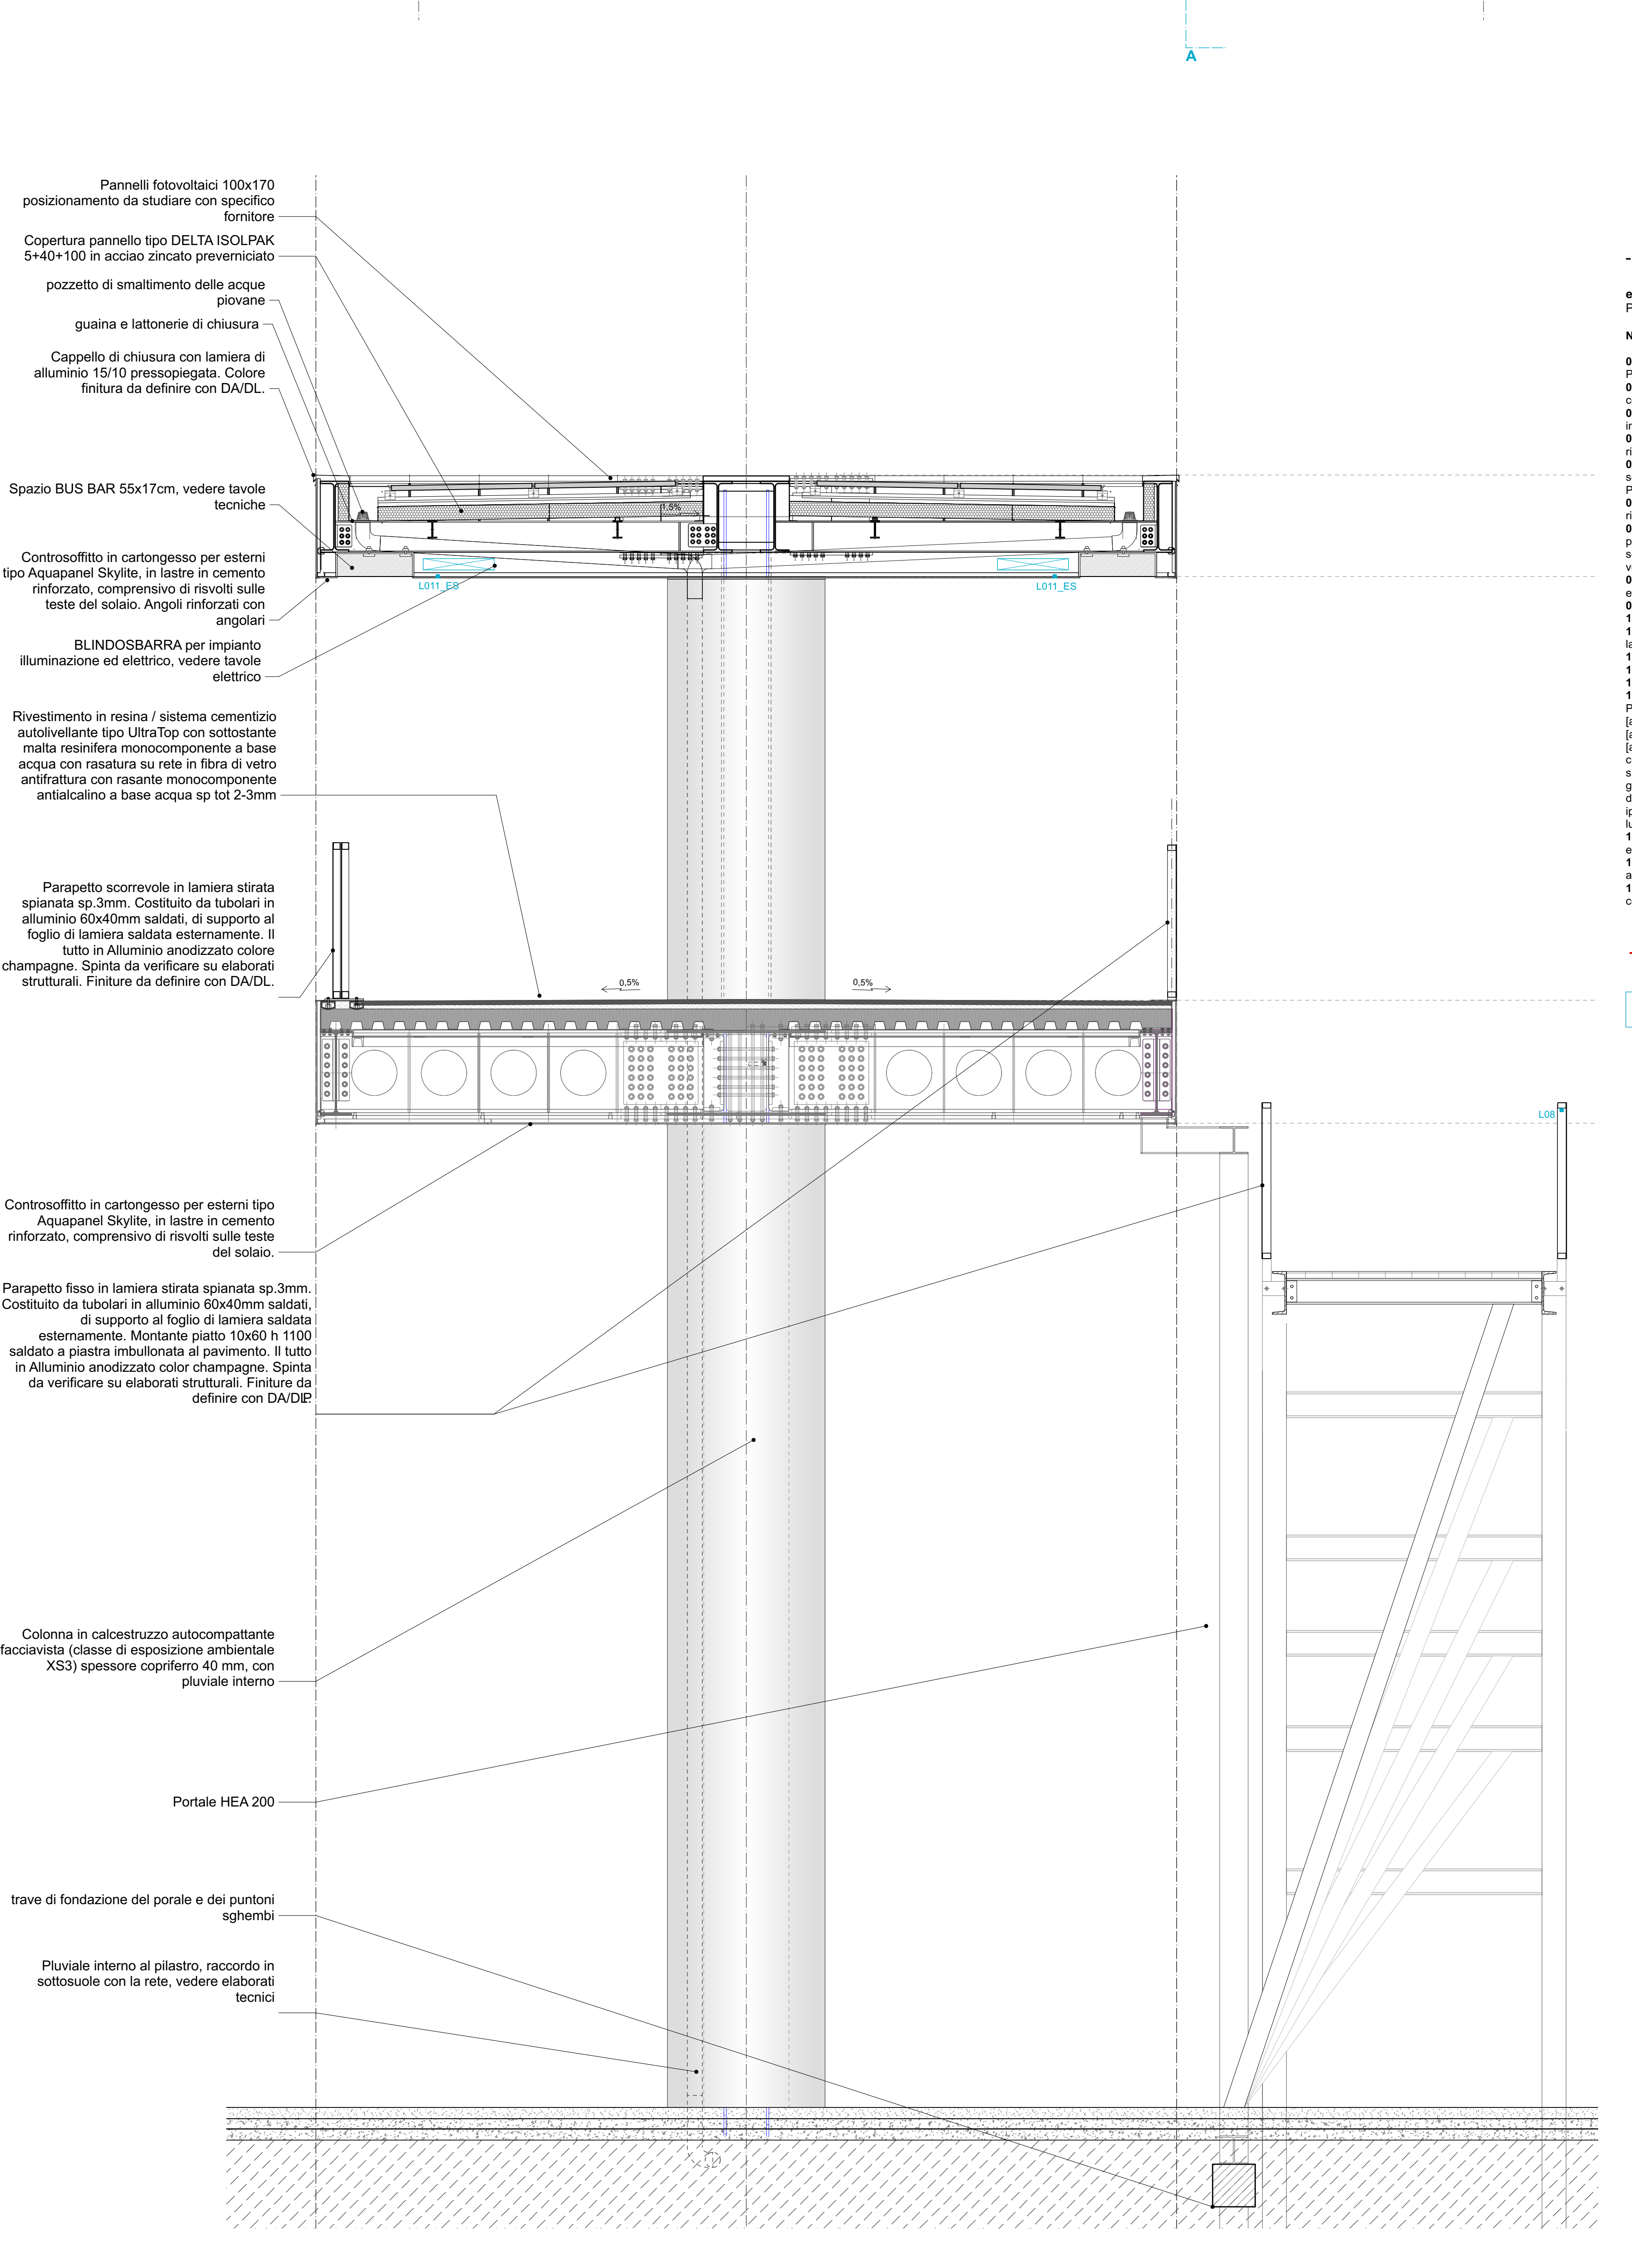 A
Pannelli fotovoltaici 100x170
posizionamento da studiare con specifico
fornitore
Copertura pannello tipo DELTA ISOLPAK
5+40+100 in acciao zincato preverniciato
pozzetto di smaltimento delle acque
piovane
guaina e lattonerie di chiusura
Cappello di chiusura con lamiera di
alluminio 15/10 pressopiegata. Colore
finitura da definire con DA/DL.
Spazio BUS BAR 55x17cm, vedere tavole
tecniche
1,5%
Controsoffitto in cartongesso per esterni
tipo Aquapanel Skylite, in lastre in cemento
rinforzato, comprensivo di risvolti sulle
teste del solaio. Angoli rinforzati con
angolari
L011_ES
L011_ES
BLINDOSBARRA per impianto
illuminazione ed elettrico, vedere tavole
elettrico
Rivestimento in resina / sistema cementizio
autolivellante tipo UltraTop con sottostante
malta resinifera monocomponente a base
acqua con rasatura su rete in fibra di vetro
antifrattura con rasante monocomponente
antialcalino a base acqua sp tot 2-3mm
Parapetto scorrevole in lamiera stirata
spianata sp.3mm. Costituito da tubolari in
alluminio 60x40mm saldati, di supporto al
foglio di lamiera saldata esternamente. Il
tutto in Alluminio anodizzato colore
champagne. Spinta da verificare su elaborati
strutturali. Finiture da definire con DA/DL.
0,5%
0,5%
L08
Controsoffitto in cartongesso per esterni tipo
Aquapanel Skylite, in lastre in cemento
rinforzato, comprensivo di risvolti sulle teste
del solaio.
Parapetto fisso in lamiera stirata spianata sp.3mm.
Costituito da tubolari in alluminio 60x40mm saldati,
di supporto al foglio di lamiera saldata
esternamente. Montante piatto 10x60 h 1100
saldato a piastra imbullonata al pavimento. Il tutto
in Alluminio anodizzato color champagne. Spinta
da verificare su elaborati strutturali. Finiture da
definire con
Colonna in calcestruzzo autocompattante
facciavista (classe di esposizione ambientale
XS3) spessore copriferro 40 mm, con
pluviale interno
Portale HEA 200
trave di fondazione del porale e dei puntoni
sghembi
Pluviale interno al pilastro, raccordo in
sottosuole con la rete, vedere elaborati
tecnici